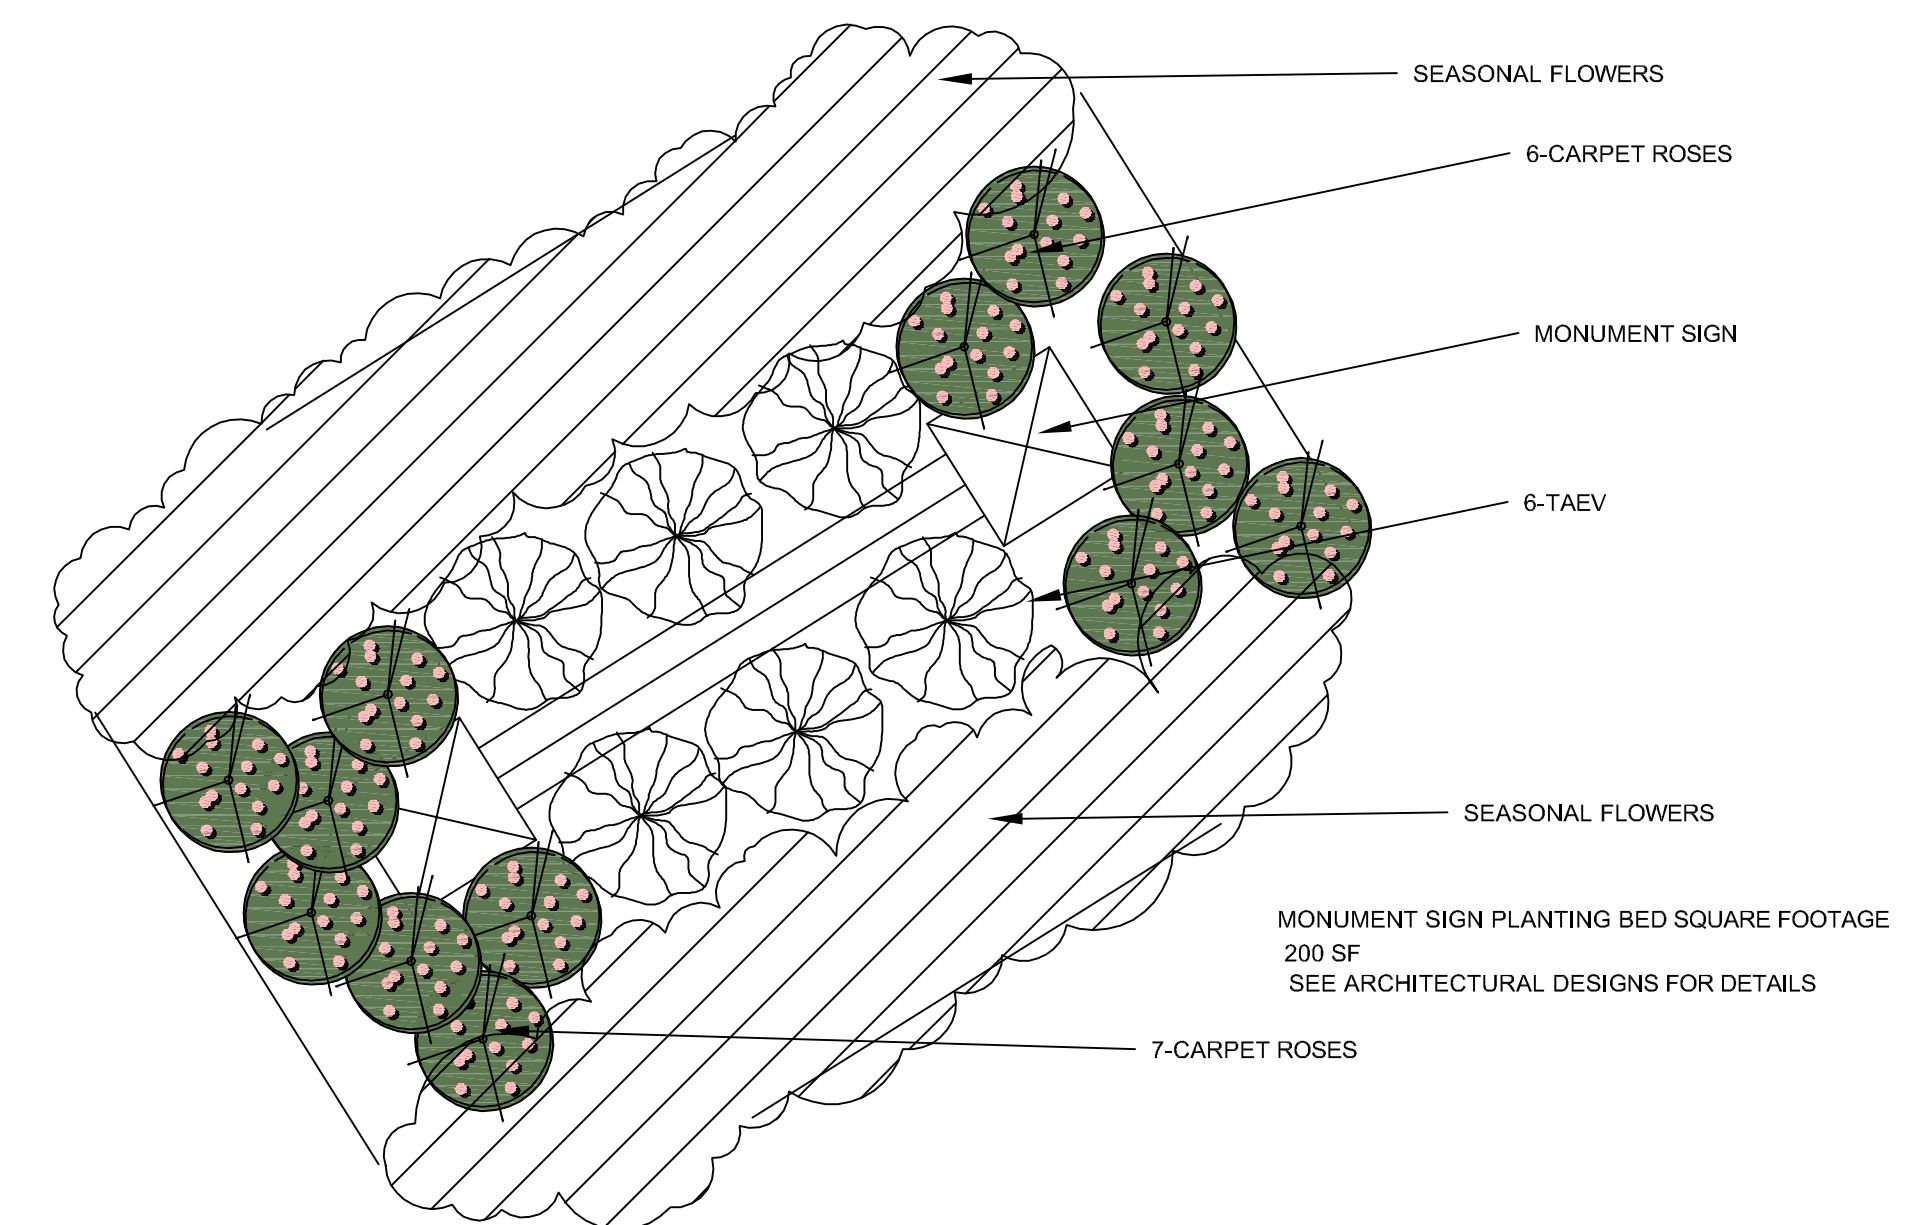 SEASONAL FLOWERS
6-CARPET ROSES
MONUMENT SIGN
6-TAEV
SEASONAL FLOWERS
MONUMENT SIGN PLANTING BED SQUARE FOOTAGE
200 SF
SEE ARCHITECTURAL DESIGNS FOR DETAILS
7-CARPET ROSES